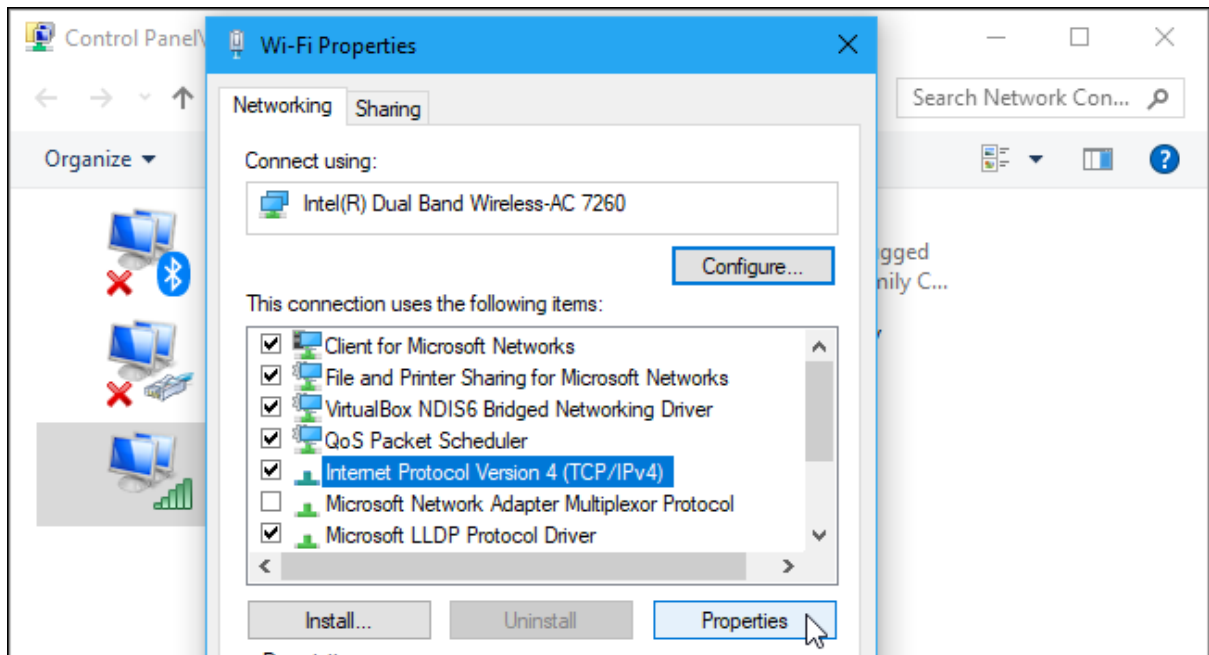 Control Panel\
Wi-Fi Properties
Search Network Con...
Networking
Sharing
Organize
Connect using:
Intel(R) Dual Band Wireless-AC 7260
Configure...
This connection uses the following items:
Client for Microsoft Networks
File and Printer Sharing for Microsoft Networks
VirtualBox NDIS6 Bridged Networking Driver
QoS Packet Scheduler
Internet Protocol Version 4 (TCP/IPv4)
Microsoft Network Adapter Multiplexor Protocol
Microsoft LLDP Protocol Driver
Install...
Uninstall
Properties
gged
mily C...